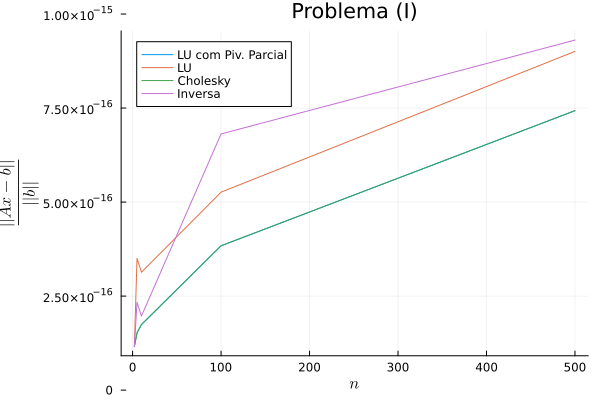 Problema (I)
1.00×10⁻¹⁵
7.50×10⁻¹⁶
5.00×10⁻¹⁶
2.50×10⁻¹⁶
0
||Ax − b||
||b||
LU com Piv. Parcial
LU
Cholesky
Inversa
0 100 200 300 400 500
n